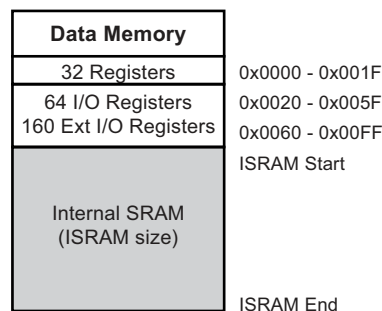 Data Memory
32 Registers
0x0000 - 0x001F
64 I/O Registers
0x0020 - 0x005F
160 Ext I/O Registers
0x0060 - 0x00FF
ISRAM Start
Internal SRAM
(ISRAM size)
ISRAM End